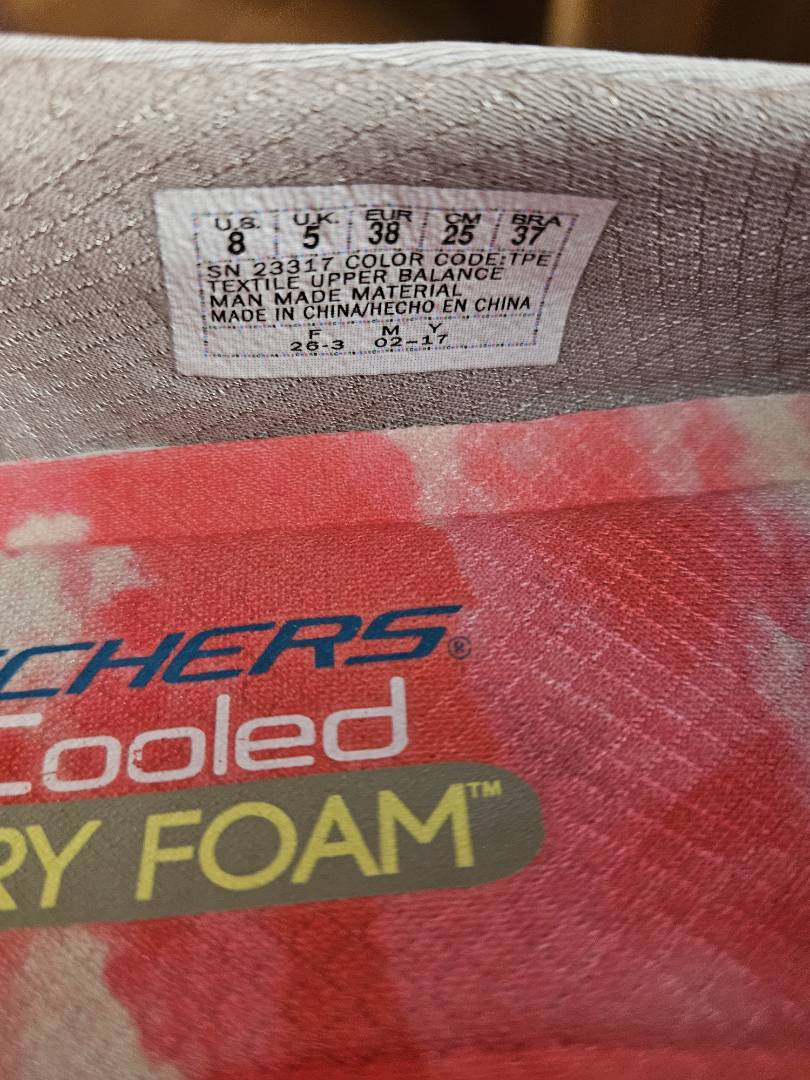 U.S. U.K. EUR CM BRA
8 5 38 25 37
SN 23317 COLOR CODE:TPE
TEXTILE UPPER BALANCE
MAN MADE MATERIAL
MADE IN CHINA/HECHO EN CHINA
F M Y
26-3 02-17
CHERS®
Cooled
RY FOAM™